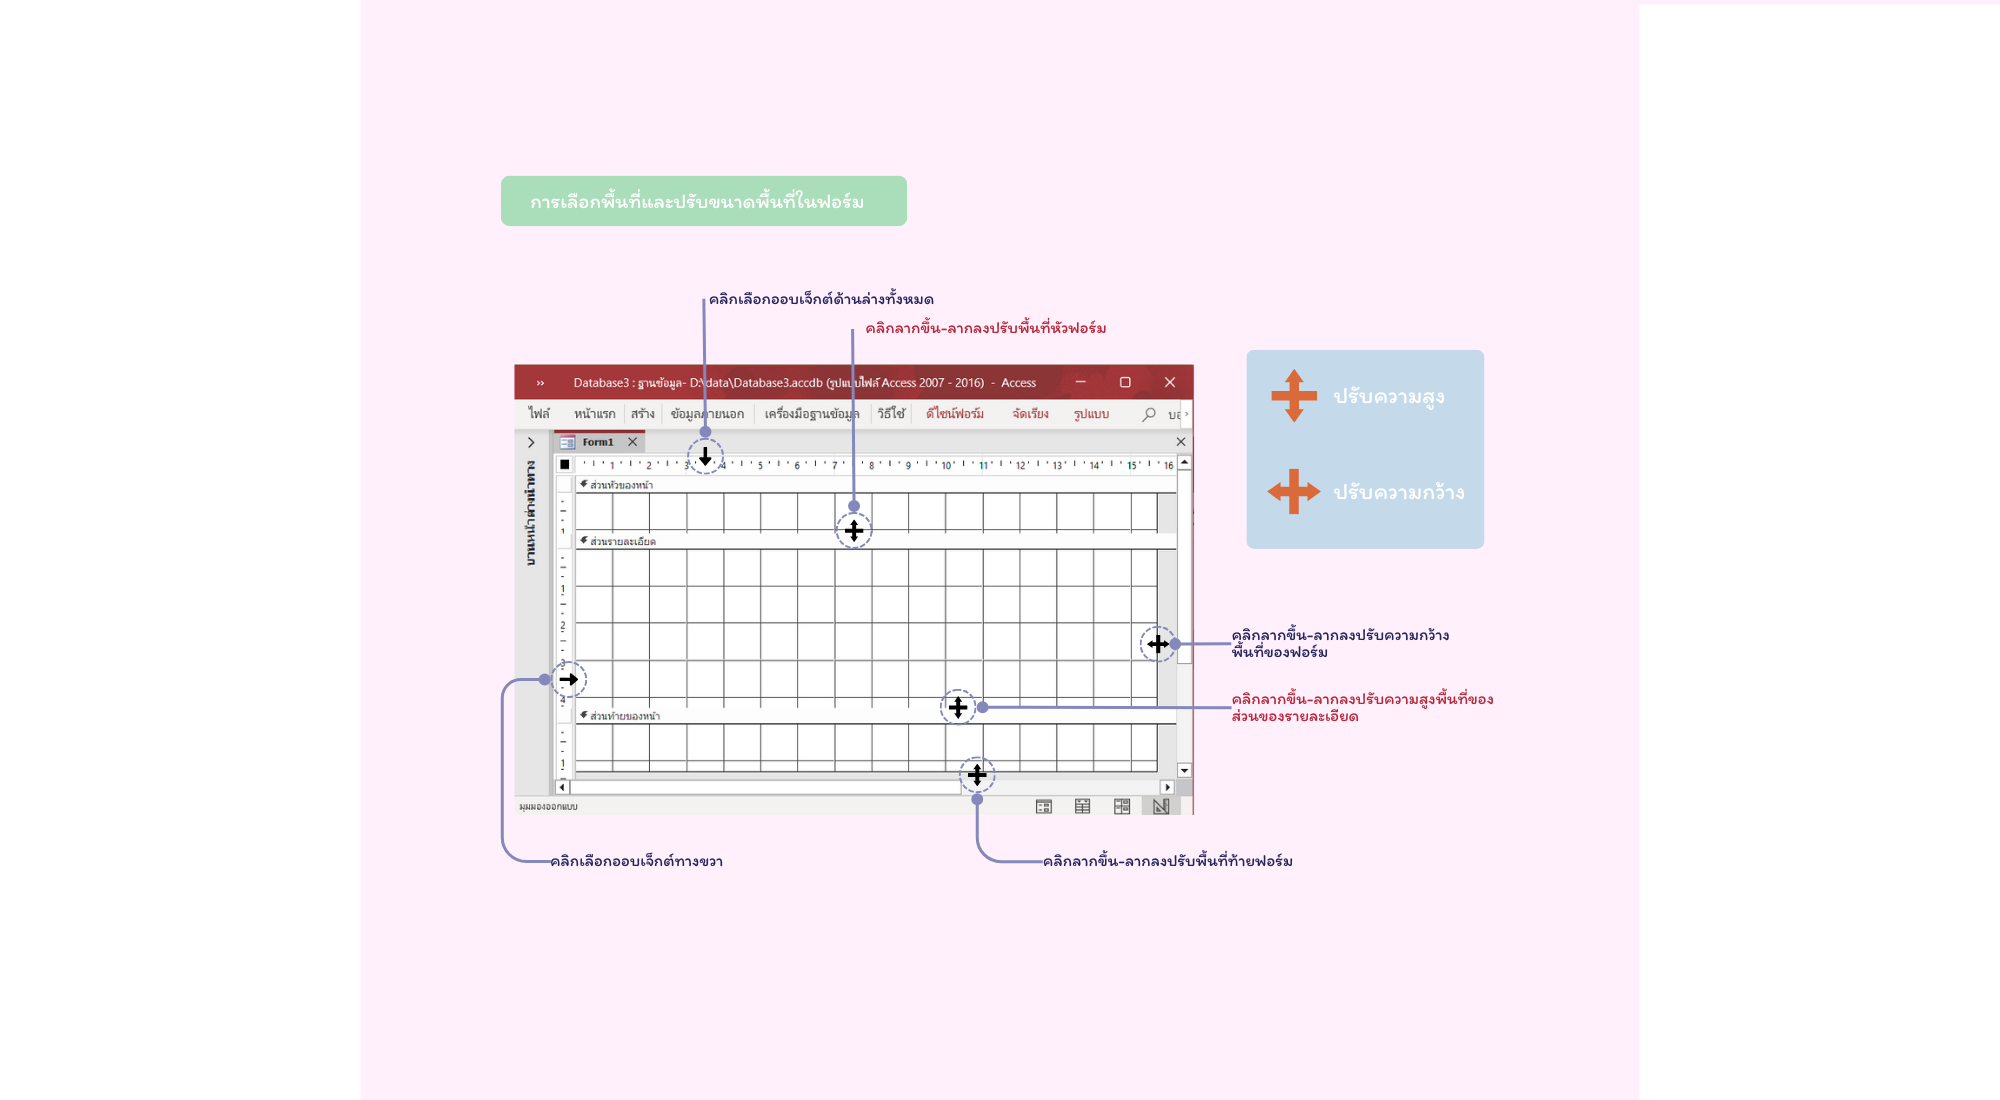 การเลือกพื้นที่และปรับขนาดพื้นที่ในฟอร์ม
คลิกเลือกออบเจ็กต์ด้านล่างทั้งหมด
คลิกลากขึ้น-ลากลงปรับพื้นที่หัวฟอร์ม
Database3 : ฐานข้อมูล- D:\data\Database3.accdb (รูปแบบไฟล์ Access 2007 - 2016) - Access
ไฟล์ หน้าแรก สร้าง ข้อมูลภายนอก เครื่องมือฐานข้อมูล วิธีใช้ ดีไซน์ฟอร์ม จัดเรียง รูปแบบ
Form1
1 2 3 4 5 6 7 8 9 10 11 12 13 14 15 16
ส่วนหัวของหน้า
1
ส่วนรายละเอียด
1
2
3
4
ส่วนท้ายของหน้า
1
บานหน้าต่างนำทาง
มุมมองออกแบบ
ปรับความสูง
ปรับความกว้าง
คลิกลากขึ้น-ลากลงปรับความกว้าง
พื้นที่ของฟอร์ม
คลิกลากขึ้น-ลากลงปรับความสูงพื้นที่ของ
ส่วนของรายละเอียด
คลิกเลือกออบเจ็กต์ทางขวา
คลิกลากขึ้น-ลากลงปรับพื้นที่ท้ายฟอร์ม